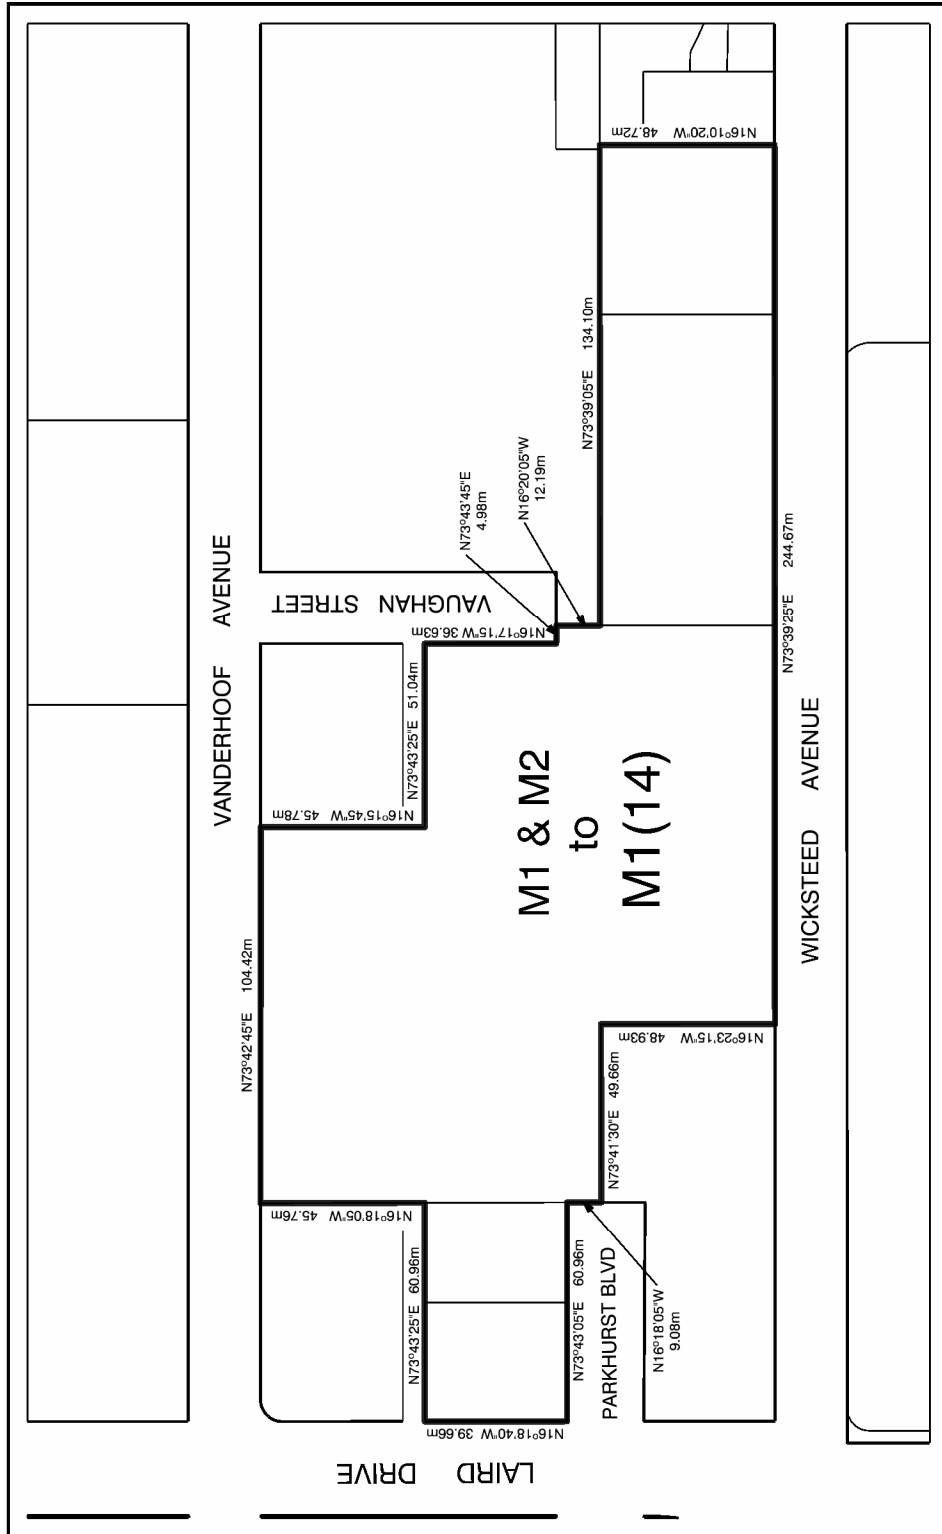 VANDERHOOF AVENUE
N73°42'45"E 104.42m
N16°18'05"W 45.76m
N16°15'45"W 45.78m
N73°43'25"E 51.04m
N16°17'15"W 36.63m
VAUGHAN STREET
N73°43'45"E
4.98m
N16°20'05"W
12.19m
N73°39'05"E 134.10m
N16°10'20"W 48.72m
N73°43'25"E 60.96m
N16°18'40"W 39.66m
N73°43'05"E 60.96m
N16°18'05"W
9.08m
N73°41'30"E 49.66m
N16°23'15"W 48.93m
N73°39'25"E 244.67m
M1 & M2
to
M1(14)
PARKHURST BLVD
LAIRD DRIVE
WICKSTEED AVENUE